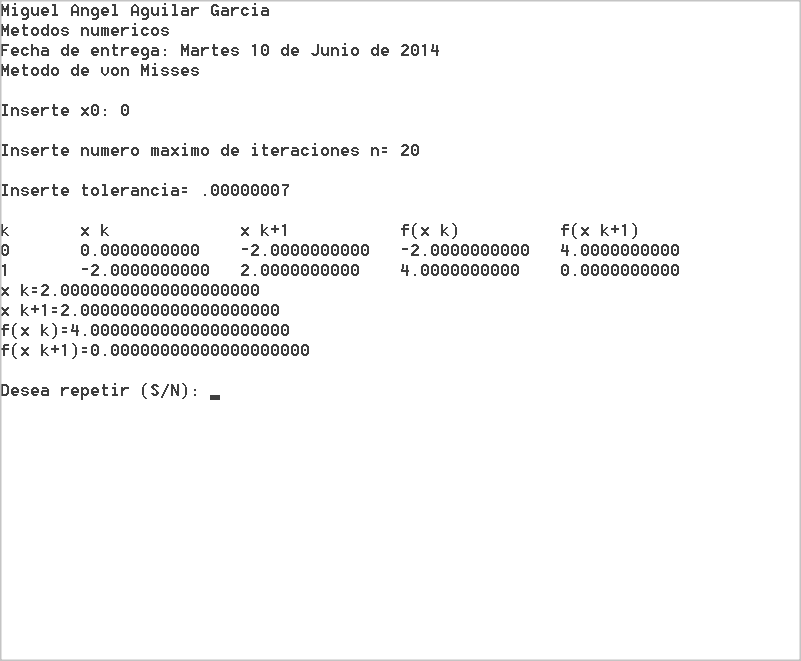 Miguel Angel Aguilar Garcia
Metodos numericos
Fecha de entrega: Martes 10 de Junio de 2014
Metodo de von Misses
Inserte x0: 0
Inserte numero maximo de iteraciones n= 20
Inserte tolerancia= .00000007
k x k x k+1 f(x k) f(x k+1)
0 0.0000000000 -2.0000000000 -2.0000000000 4.0000000000
1 -2.0000000000 2.0000000000 4.0000000000 0.0000000000
x k=2.00000000000000000000
x k+1=2.00000000000000000000
f(x k)=4.00000000000000000000
f(x k+1)=0.00000000000000000000
Desea repetir (S/N):